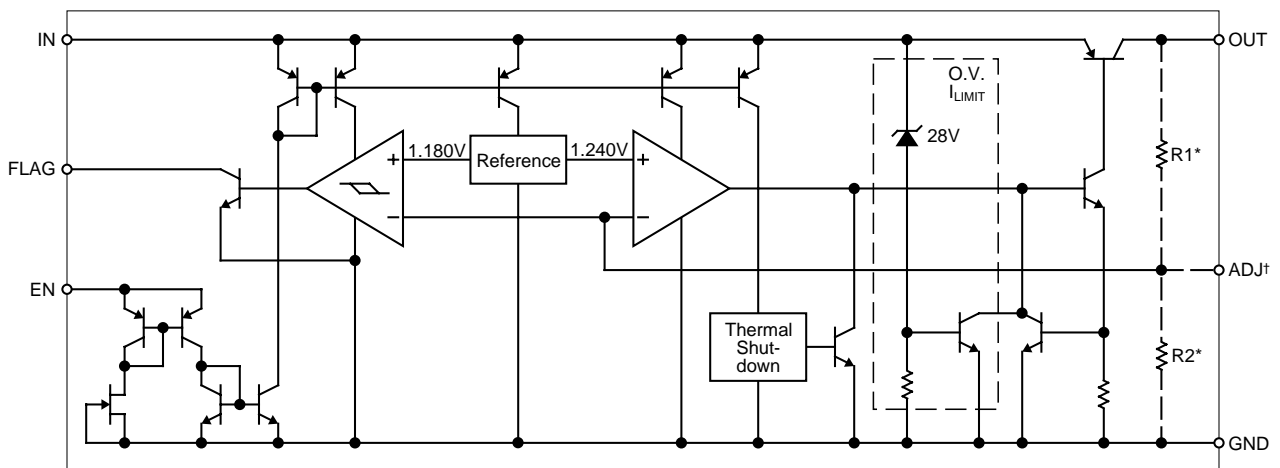 IN
OUT
O.V.
ILIMIT
28V
1.180V
Reference
1.240V
R1*
FLAG
ADJ†
EN
Thermal
Shut-
down
R2*
GND